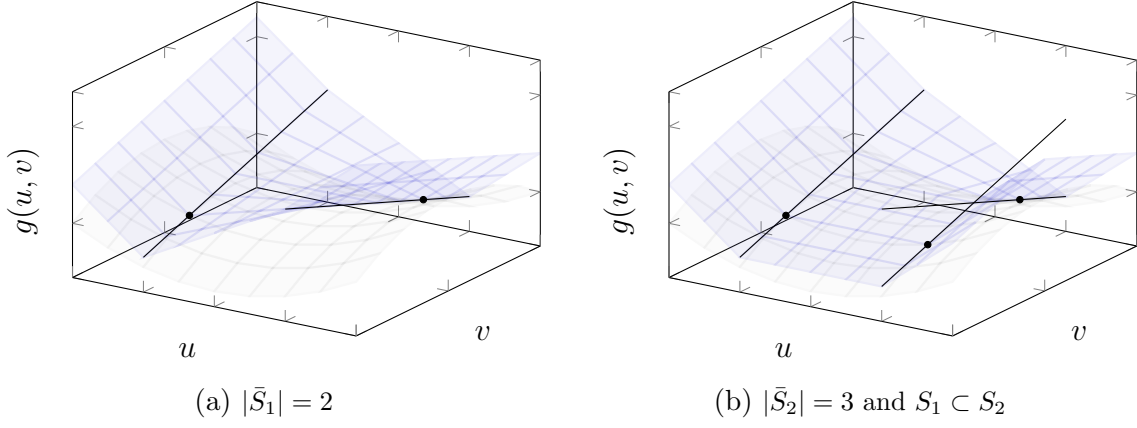 g(u, v)
u
v
(a) |S̄₁| = 2
g(u, v)
u
v
(b) |S̄₂| = 3 and S₁ ⊂ S₂